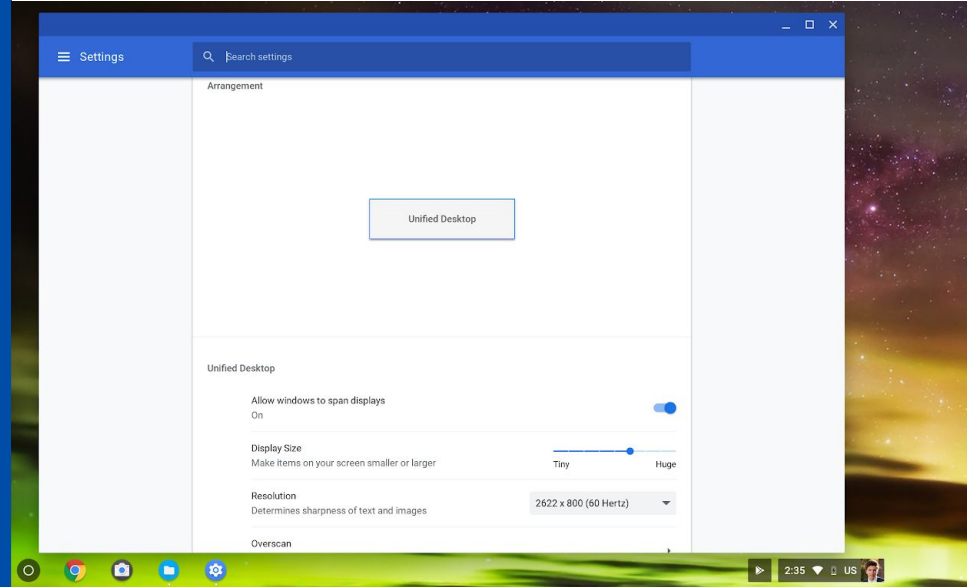 Settings
Search settings
Arrangement
Unified Desktop
Unified Desktop
Allow windows to span displays
On
Display Size
Make items on your screen smaller or larger
Tiny
Huge
Resolution
Determines sharpness of text and images
2622 x 800 (60 Hertz)
Overscan
2:35
US